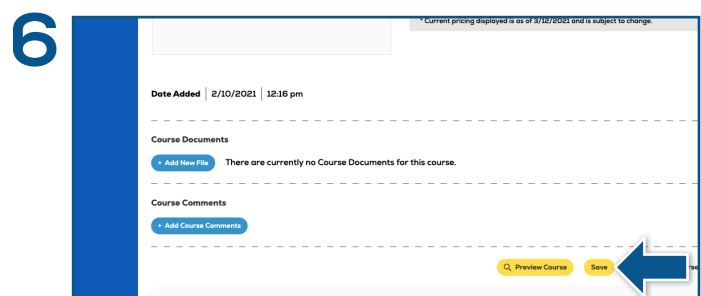 6
* Current pricing displayed is as of 3/12/2021 and is subject to change.
Date Added | 2/10/2021 | 12:16 pm
Course Documents
+ Add New File There are currently no Course Documents for this course.
Course Comments
+ Add Course Comments
Preview Course Save